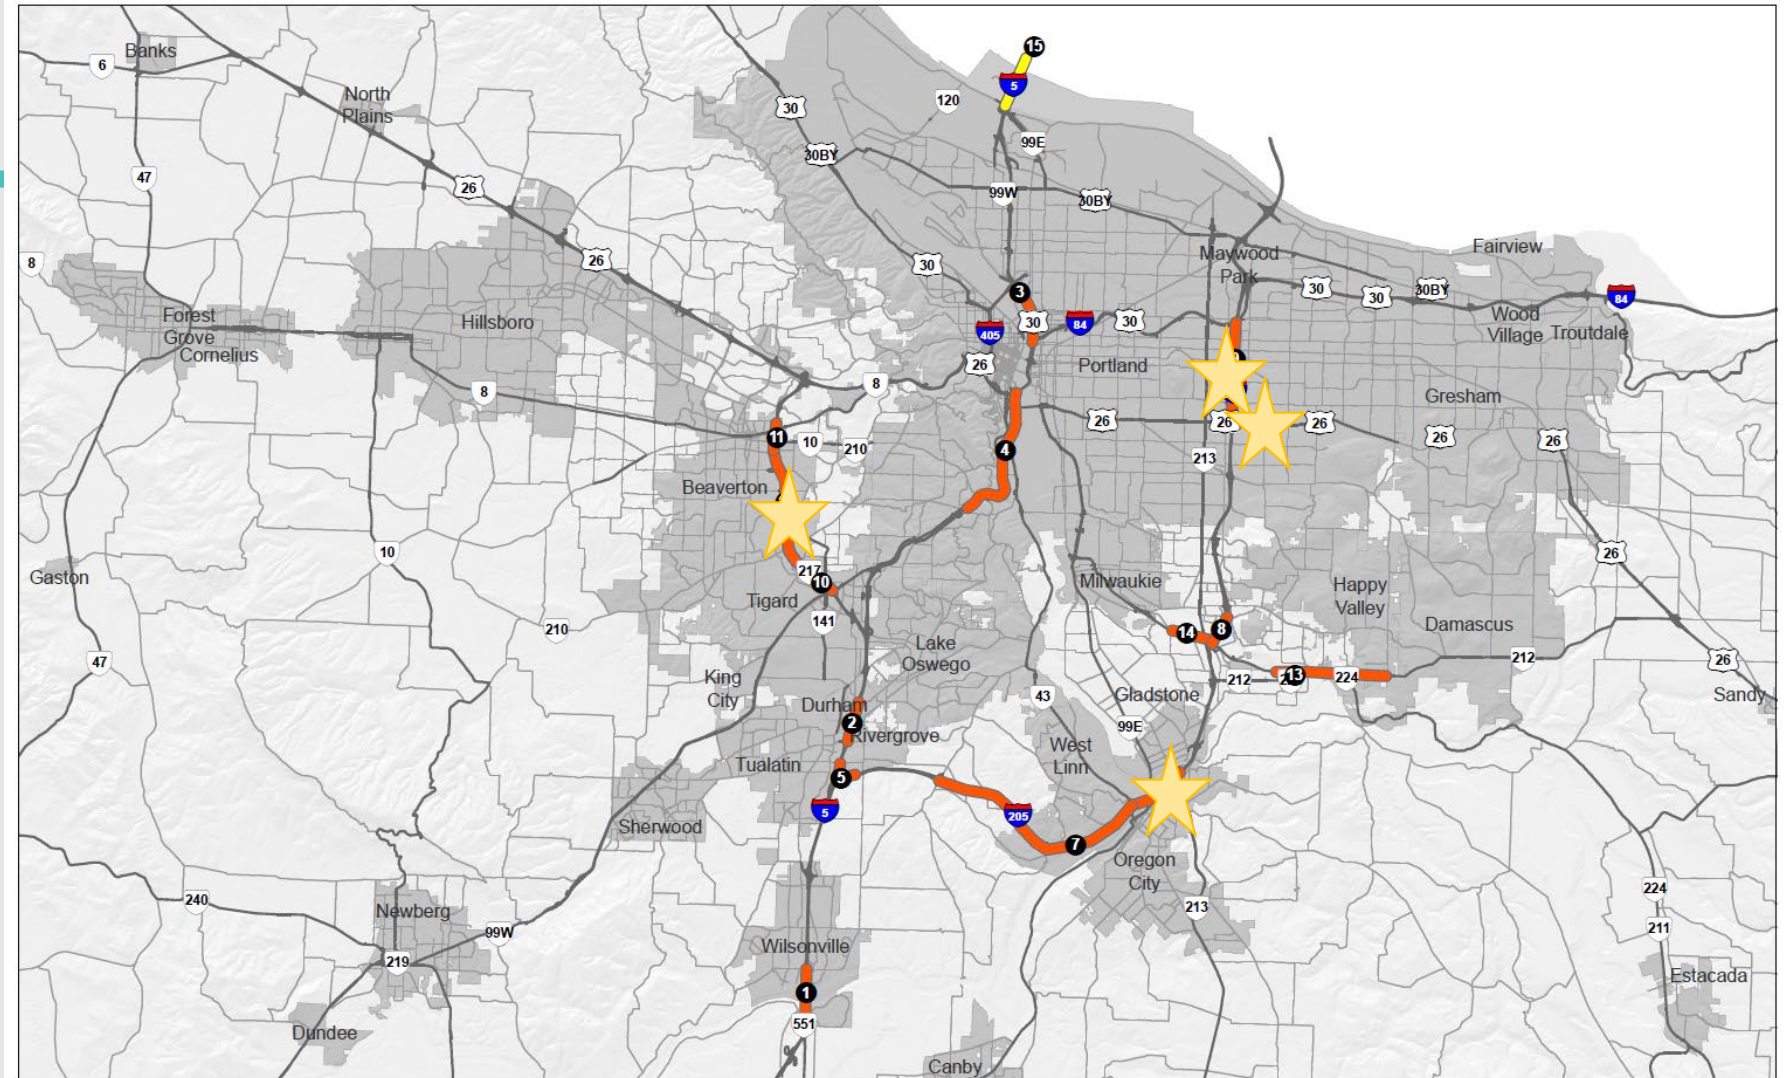 15
5
Banks
6
North
Plains
30
120
99E
30BY
47
26
99W
30BY
Maywood
Park
Fairview
8
26
30
3
30
30
30BY
84
Forest
Grove
Cornelius
Hillsboro
405
30
84
30
Wood
Village
Troutdale
26
Portland
8
8
Gresham
11
10
210
4
26
26
26
26
26
213
Beaverton
10
26
Gaston
217
10
Milwaukie
Happy
Valley
Tigard
141
210
14
8
Damascus
47
Lake
Oswego
212
26
King
City
13
224
212
43
Gladstone
Sandy
Durham
2
Rivergrove
99E
West
Linn
Tualatin
5
5
205
Sherwood
7
Oregon
City
240
224
Newberg
213
99W
211
219
Wilsonville
Estacada
1
551
Dundee
Canby